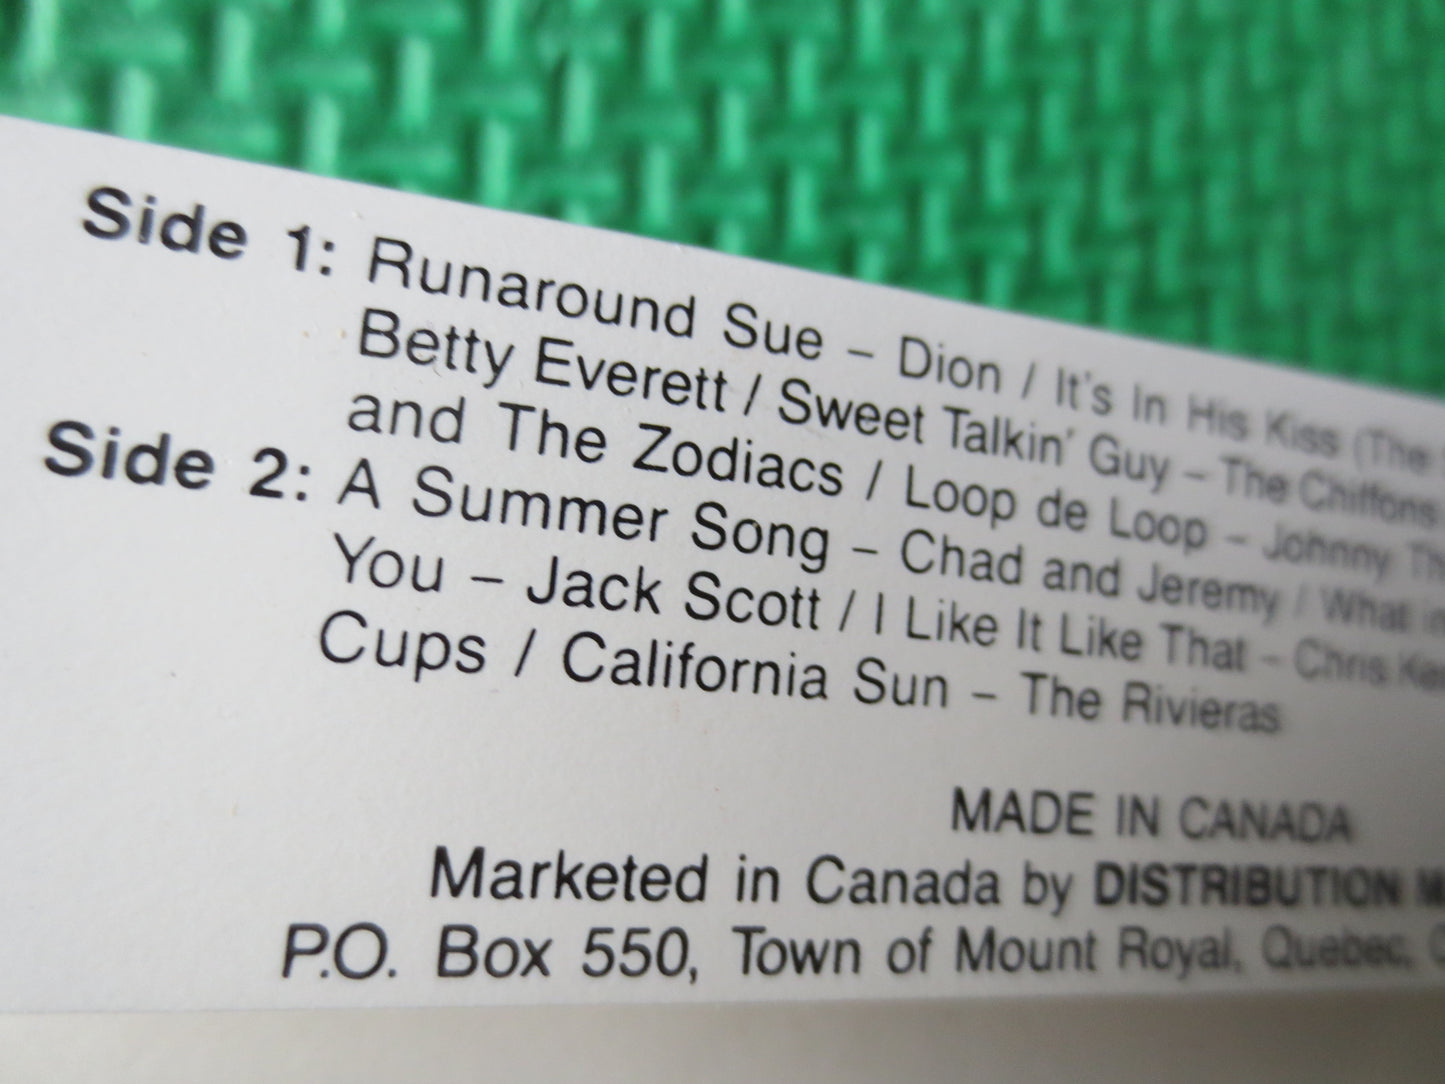 Side 1: Runaround Sue – Dion / It's In His Kiss (The
Betty Everett / Sweet Talkin' Guy – The Chiffons
and The Zodiacs / Loop de Loop – Johnny
Side 2: A Summer Song – Chad and Jeremy / What
You – Jack Scott / I Like It Like That – Chris
Cups / California Sun – The Rivieras
MADE IN CANADA
Marketed in Canada by DISTRIBUTION
P.O. Box 550, Town of Mount Royal, Quebec,